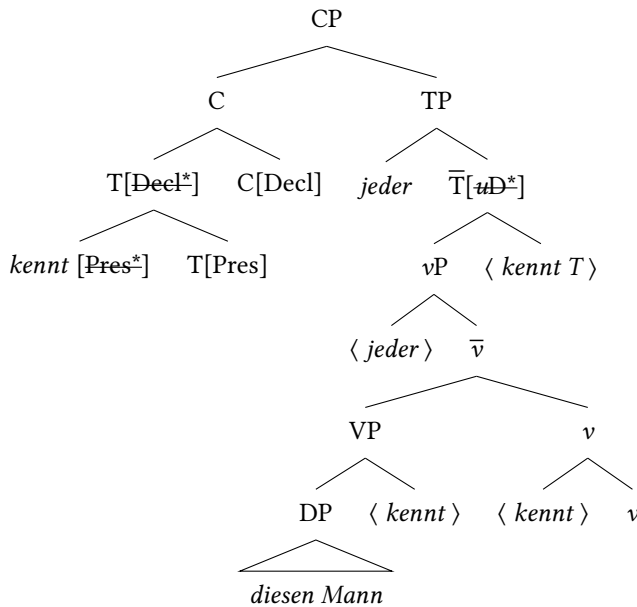 CP
C TP
T[Decl*] C[Decl] jeder T̅[uD*]
kennt [Pres*] T[Pres] vP ⟨ kennt T ⟩
⟨ jeder ⟩ v̅
VP v
DP ⟨ kennt ⟩ ⟨ kennt ⟩ v
diesen Mann